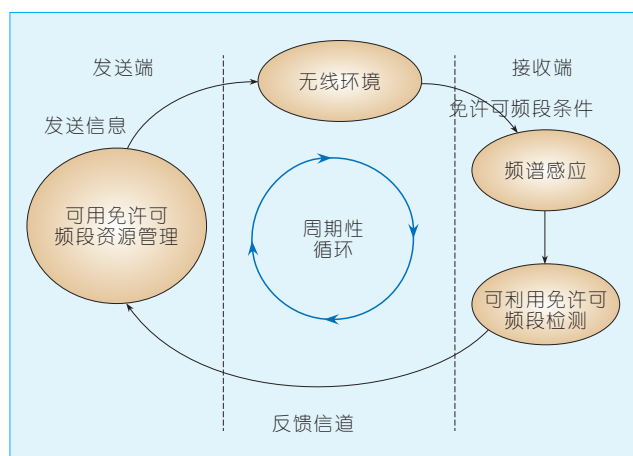 发送端
无线环境
接收端
发送信息
免许可频段条件
频谱感应
可用免许可
频段资源管理
周期性
循环
可利用免许可
频段检测
反馈信道